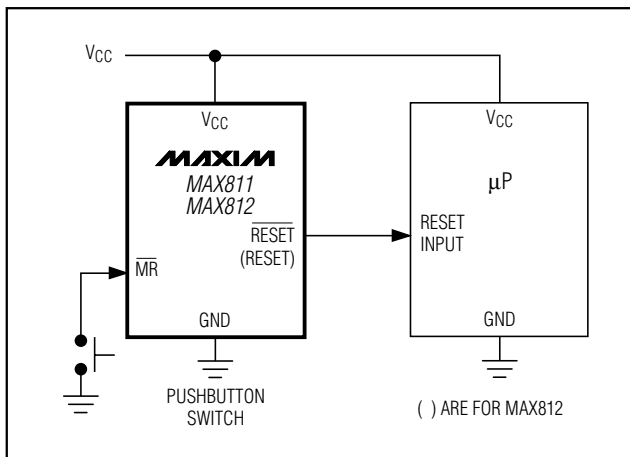 VCC
VCC
MAXIM
MAX811
MAX812
RESET
(RESET)
MR
GND
PUSHBUTTON
SWITCH
VCC
µP
RESET
INPUT
GND
( ) ARE FOR MAX812